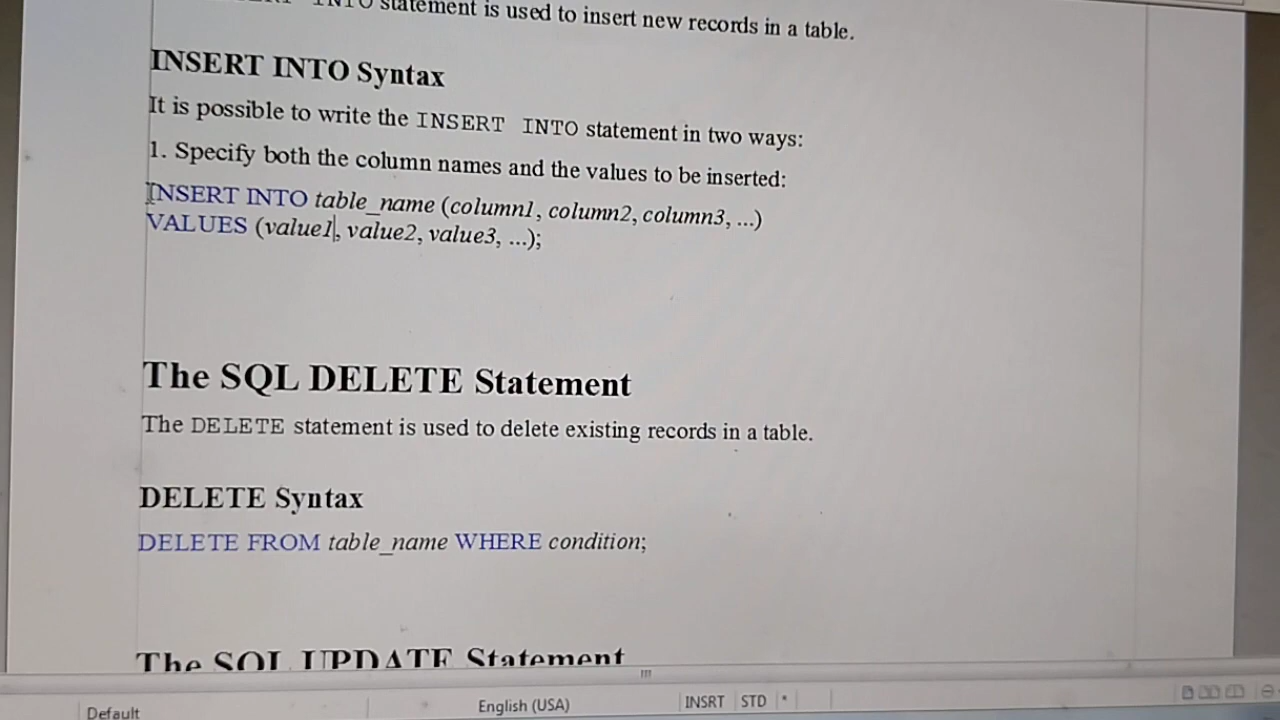 INTO statement is used to insert new records in a table.
INSERT INTO Syntax
It is possible to write the INSERT INTO statement in two ways:
1. Specify both the column names and the values to be inserted:
INSERT INTO table_name (column1, column2, column3, ...)
VALUES (value1, value2, value3, ...);
The SQL DELETE Statement
The DELETE statement is used to delete existing records in a table.
DELETE Syntax
DELETE FROM table_name WHERE condition;
The SQL UPDATE Statement
Default English (USA) INSRT STD *